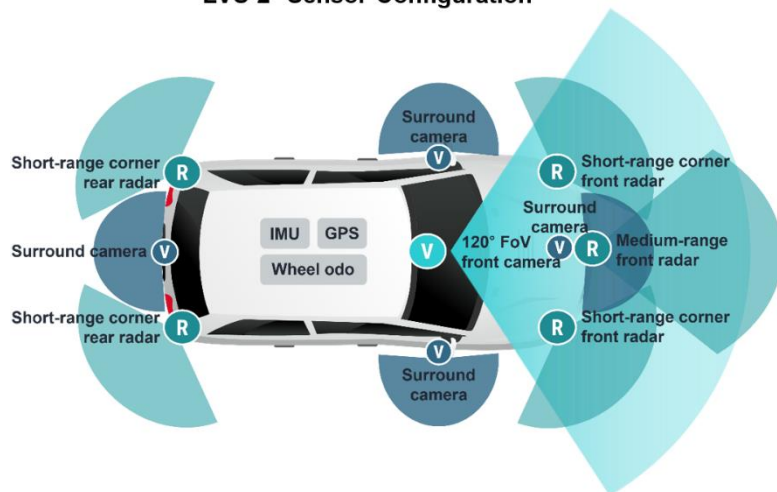 Sensor Configuration
Surround
camera
V
Short-range corner
rear radar
R
R
Short-range corner
front radar
IMU
GPS
Wheel odo
Surround camera
V
V
120° FoV
front camera
Surround
camera
V
R
Medium-range
front radar
Short-range corner
rear radar
R
R
Short-range corner
front radar
V
Surround
camera